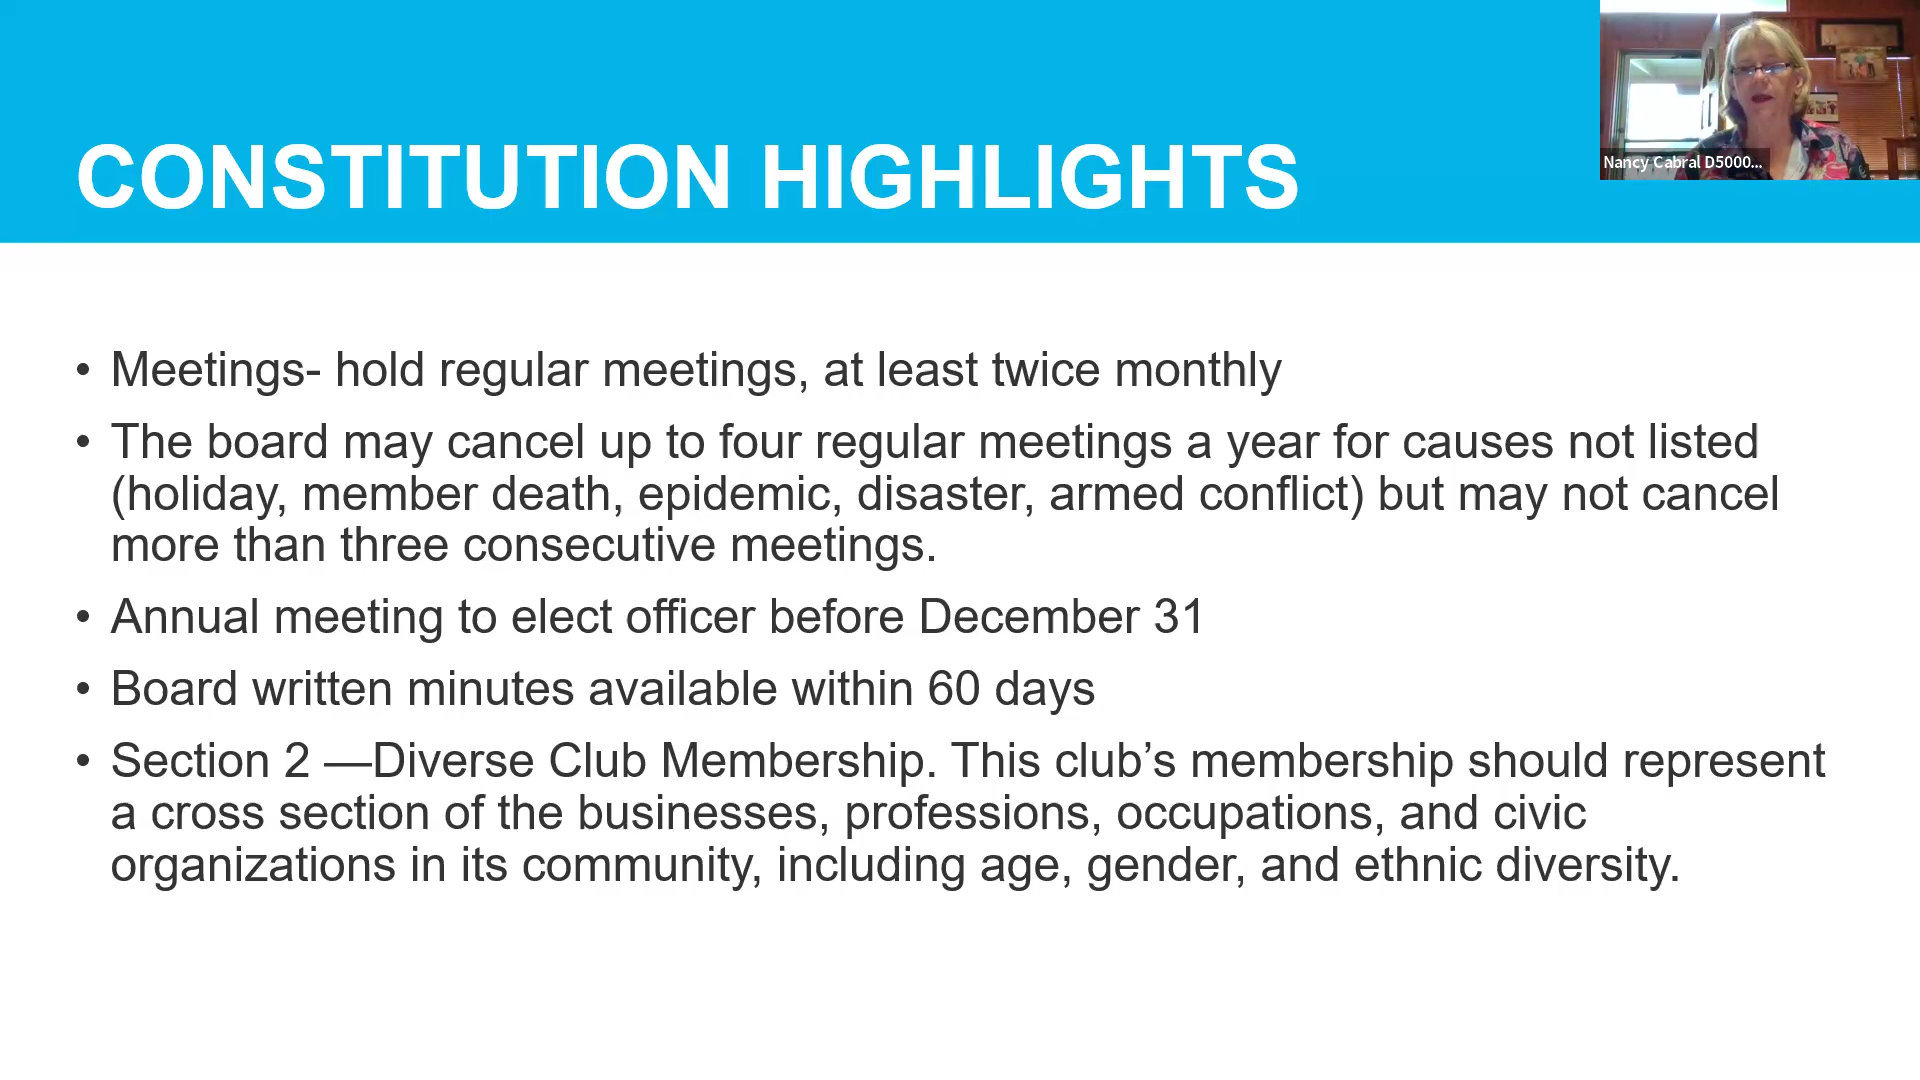 CONSTITUTION HIGHLIGHTS
Nancy Cabral D5000...
• Meetings- hold regular meetings, at least twice monthly
• The board may cancel up to four regular meetings a year for causes not listed
(holiday, member death, epidemic, disaster, armed conflict) but may not cancel
more than three consecutive meetings.
• Annual meeting to elect officer before December 31
• Board written minutes available within 60 days
• Section 2 —Diverse Club Membership. This club’s membership should represent
a cross section of the businesses, professions, occupations, and civic
organizations in its community, including age, gender, and ethnic diversity.